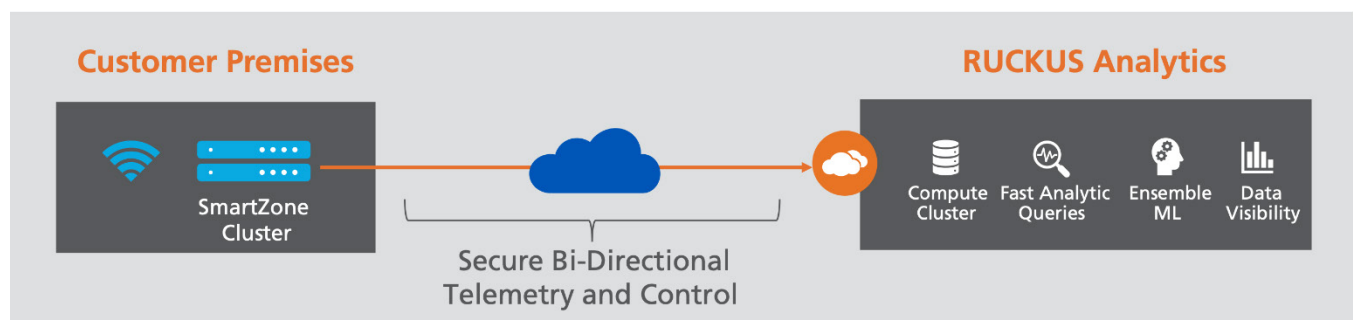 Customer Premises
RUCKUS Analytics
SmartZone
Cluster
Secure Bi-Directional
Telemetry and Control
Compute
Cluster
Fast Analytic
Queries
Ensemble
ML
Data
Visibility